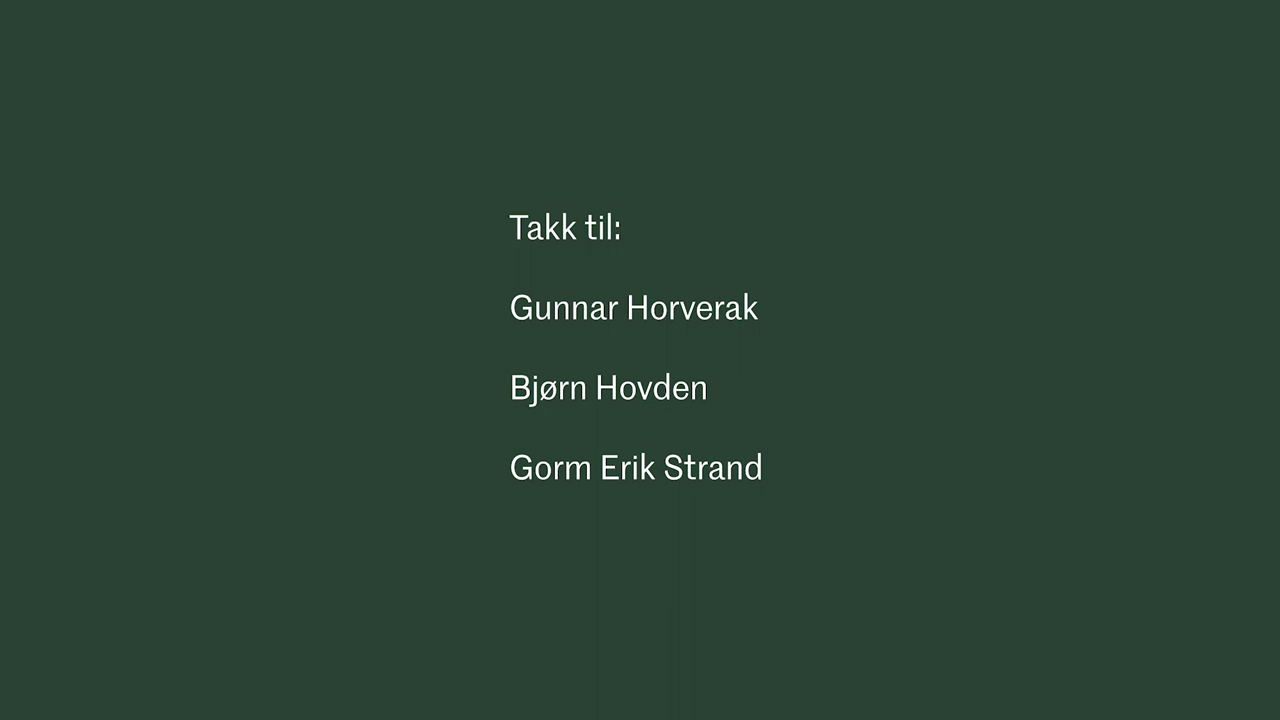 Takk til:
Gunnar Horverak
Bjørn Hovden
Gorm Erik Strand